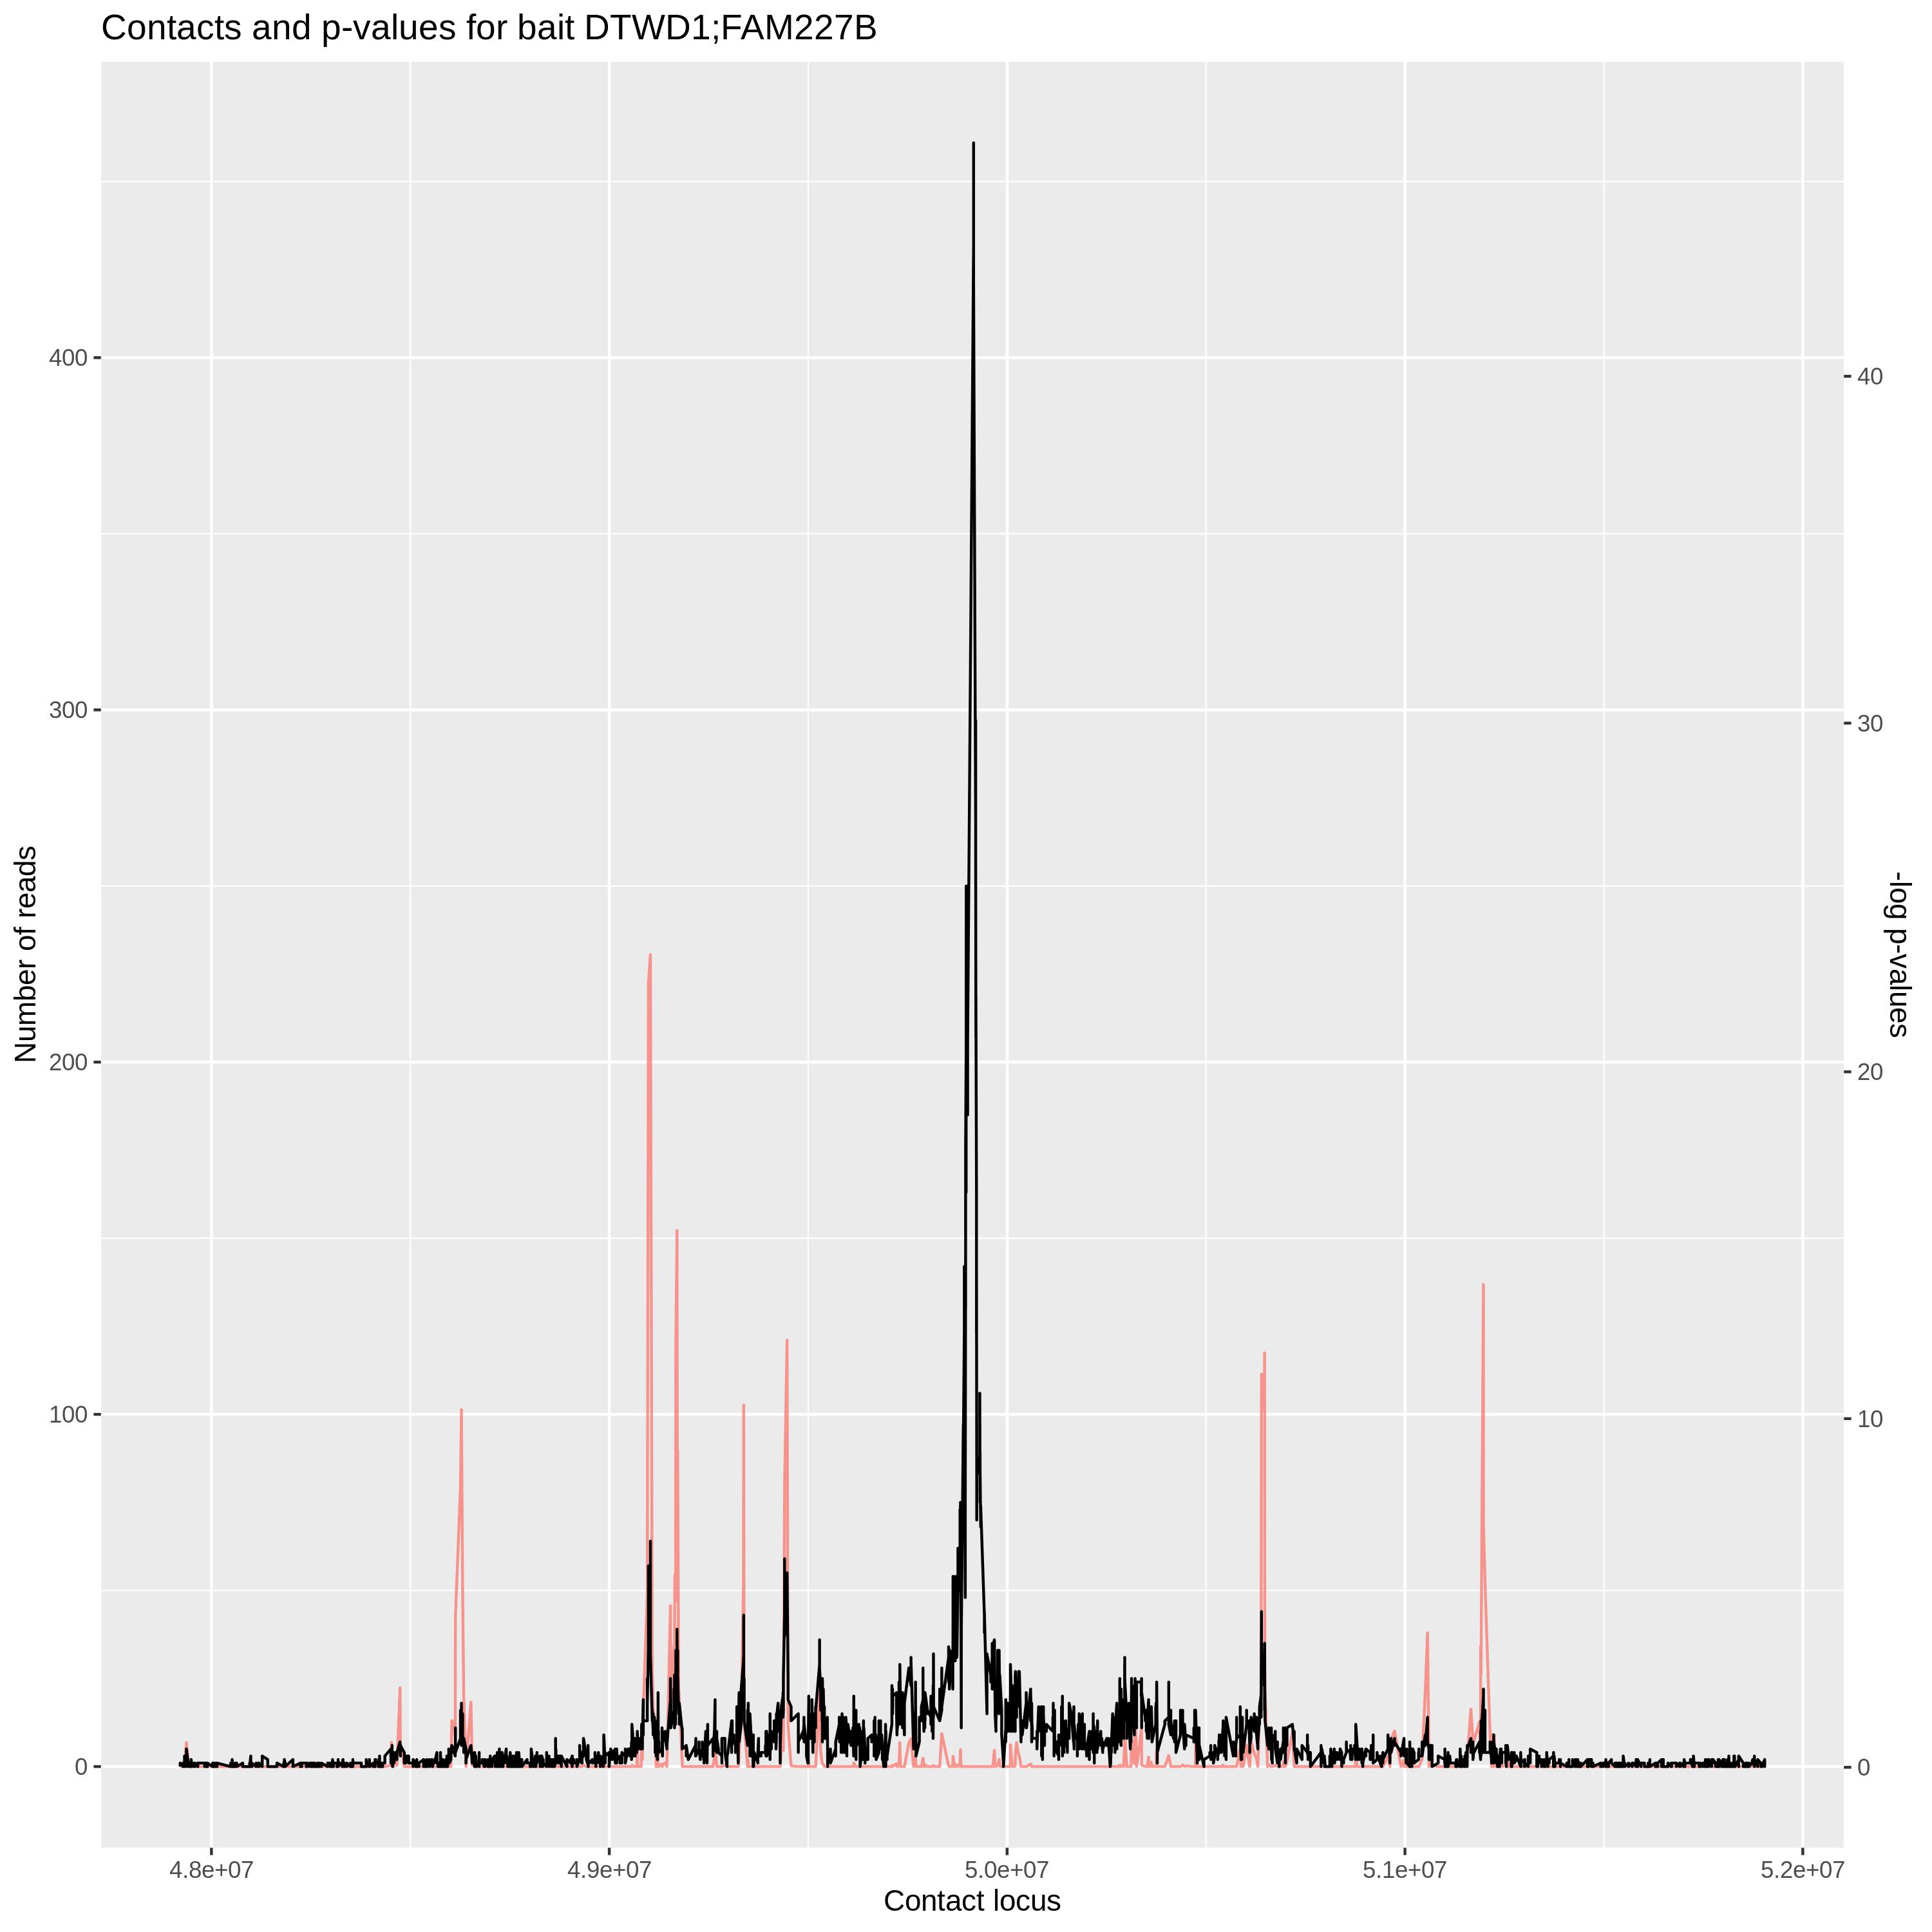 Contacts and p-values for bait DTWD1;FAM227B
Number of reads
400
300
200
100
0
40
30
20
10
0
-log p-values
4.8e+07 4.9e+07 5.0e+07 5.1e+07 5.2e+07
Contact locus